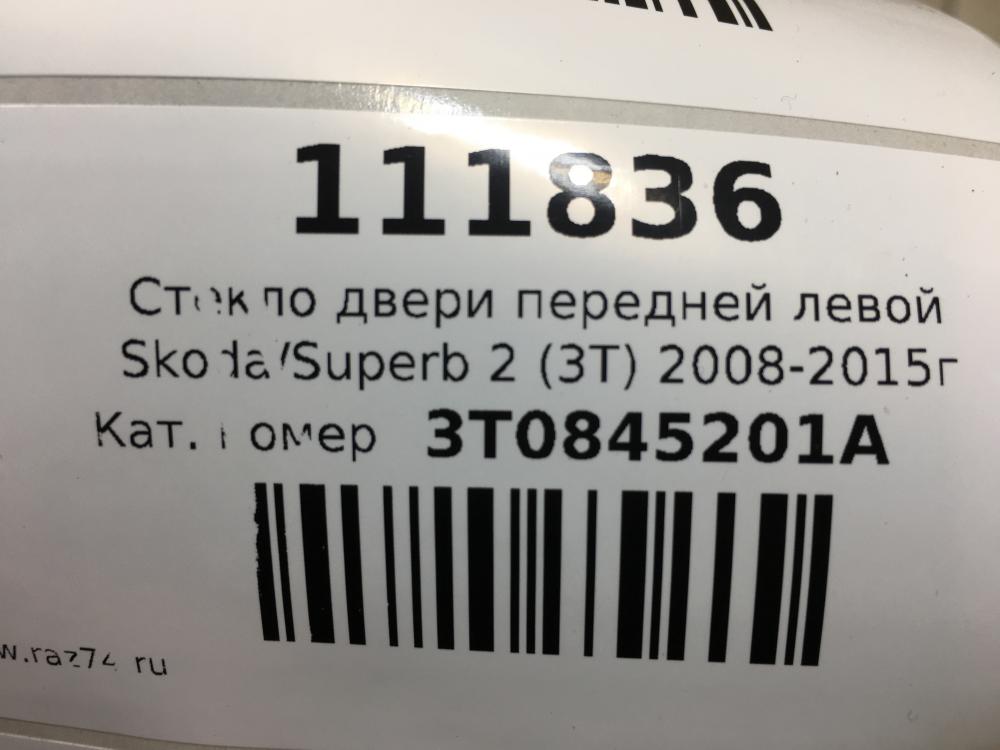 111836
Стекло двери передней левой
Skoda/Superb 2 (3T) 2008-2015г
Кат. номер 3T0845201A
w.raz74.ru